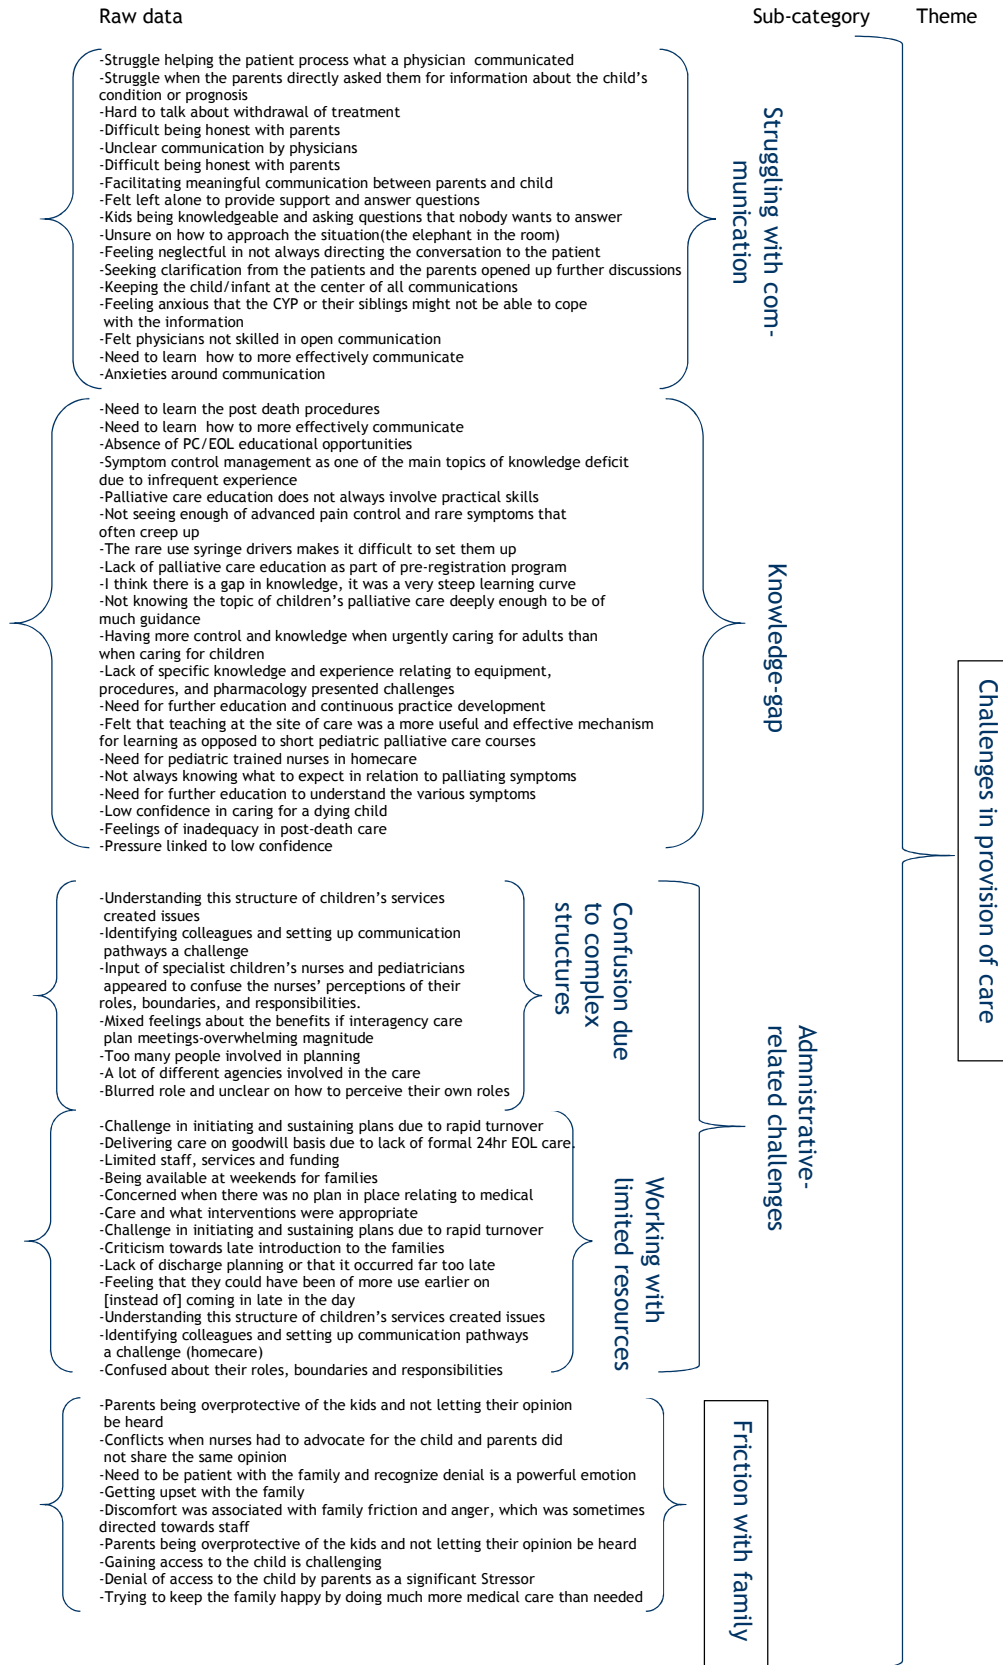 Raw data
Sub-category
Theme
-Struggle helping the patient process what a physician communicated
-Struggle when the parents directly asked them for information about the child's
condition or prognosis
-Hard to talk about withdrawal of treatment
-Difficult being honest with parents
-Unclear communication by physicians
-Difficult being honest with parents
-Facilitating meaningful communication between parents and child
-Felt left alone to provide support and answer questions
-Kids being knowledgeable and asking questions that nobody wants to answer
-Unsure on how to approach the situation(the elephant in the room)
-Feeling neglectful in not always directing the conversation to the patient
-Seeking clarification from the patients and the parents opened up further discussions
-Keeping the child/infant at the center of all communications
-Feeling anxious that the CYP or their siblings might not be able to cope
with the information
-Felt physicians not skilled in open communication
-Need to learn how to more effectively communicate
-Anxieties around communication
Struggling with com-
munication
-Need to learn the post death procedures
-Need to learn how to more effectively communicate
-Absence of PC/EOL educational opportunities
-Symptom control management as one of the main topics of knowledge deficit
due to infrequent experience
-Palliative care education does not always involve practical skills
-Not seeing enough of advanced pain control and rare symptoms that
often creep up
-The rare use syringe drivers makes it difficult to set them up
-Lack of palliative care education as part of pre-registration program
-I think there is a gap in knowledge, it was a very steep learning curve
-Not knowing the topic of children's palliative care deeply enough to be of
much guidance
-Having more control and knowledge when urgently caring for adults than
when caring for children
-Lack of specific knowledge and experience relating to equipment,
procedures, and pharmacology presented challenges
-Need for further education and continuous practice development
-Felt that teaching at the site of care was a more useful and effective mechanism
for learning as opposed to short pediatric palliative care courses
-Need for pediatric trained nurses in homecare
-Not always knowing what to expect in relation to palliating symptoms
-Need for further education to understand the various symptoms
-Low confidence in caring for a dying child
-Feelings of inadequacy in post-death care
-Pressure linked to low confidence
Knowledge-gap
Challenges in provision of care
-Understanding this structure of children's services
created issues
-Identifying colleagues and setting up communication
pathways a challenge
-Input of specialist children's nurses and pediatricians
appeared to confuse the nurses' perceptions of their
roles, boundaries, and responsibilities.
-Mixed feelings about the benefits if interagency care
plan meetings-overwhelming magnitude
-Too many people involved in planning
-A lot of different agencies involved in the care
-Blurred role and unclear on how to perceive their own roles
Confusion due
to complex
structures
Admnistrative-
related challenges
-Challenge in initiating and sustaining plans due to rapid turnover
-Delivering care on goodwill basis due to lack of formal 24hr EOL care.
-Limited staff, services and funding
-Being available at weekends for families
-Concerned when there was no plan in place relating to medical
-Care and what interventions were appropriate
-Challenge in initiating and sustaining plans due to rapid turnover
-Criticism towards late introduction to the families
-Lack of discharge planning or that it occurred far too late
-Feeling that they could have been of more use earlier on
[instead of] coming in late in the day
-Understanding this structure of children's services created issues
-Identifying colleagues and setting up communication pathways
a challenge (homecare)
-Confused about their roles, boundaries and responsibilities
Working with
limited resources
-Parents being overprotective of the kids and not letting their opinion
be heard
-Conflicts when nurses had to advocate for the child and parents did
not share the same opinion
-Need to be patient with the family and recognize denial is a powerful emotion
-Getting upset with the family
-Discomfort was associated with family friction and anger, which was sometimes
directed towards staff
-Parents being overprotective of the kids and not letting their opinion be heard
-Gaining access to the child is challenging
-Denial of access to the child by parents as a significant Stressor
-Trying to keep the family happy by doing much more medical care than needed
Friction with family